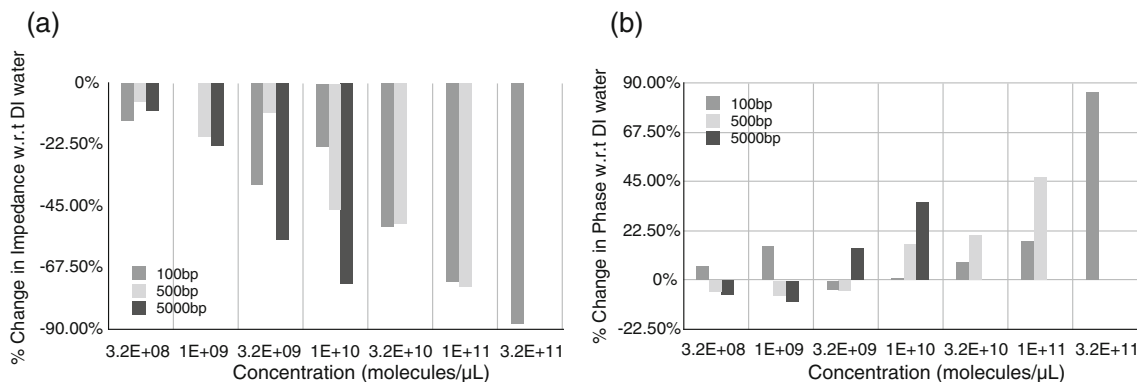 (a)
% Change in Impedance w.r.t DI water
0%
-22.50%
-45.00%
-67.50%
-90.00%
100bp
500bp
5000bp
3.2E+08 1E+09 3.2E+09 1E+10 3.2E+10 1E+11 3.2E+11
Concentration (molecules/µL)
(b)
% Change in Phase w.r.t DI water
90.00%
67.50%
45.00%
22.50%
0%
-22.50%
100bp
500bp
5000bp
3.2E+08 1E+09 3.2E+09 1E+10 3.2E+10 1E+11 3.2E+11
Concentration (molecules/µL)